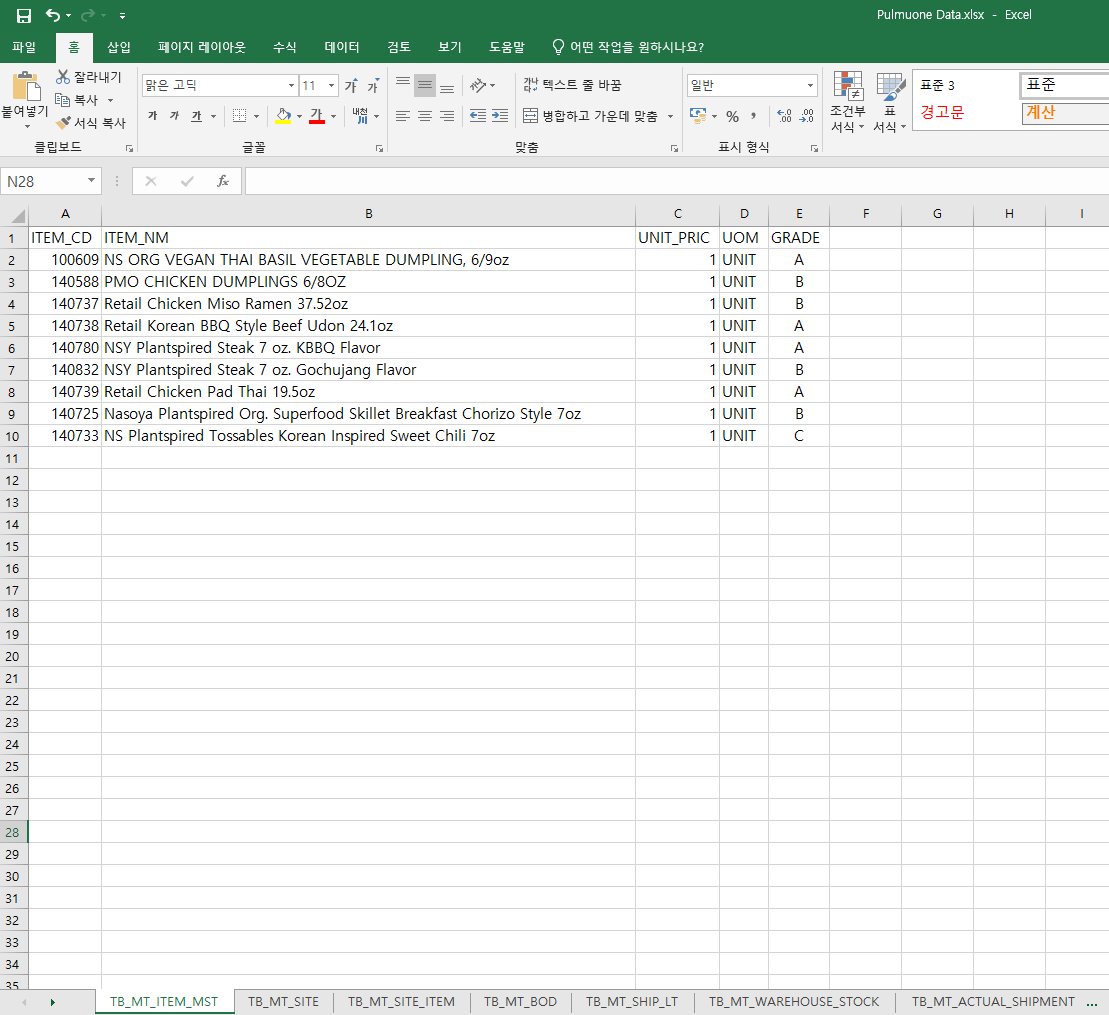 Pulmuone Data.xlsx - Excel
파일 홈 삽입 페이지 레이아웃 수식 데이터 검토 보기 도움말 어떤 작업을 원하시나요?
붙여넣기
잘라내기
복사
서식 복사
클립보드
맑은 고딕 11 가 가
가 가 가 가 내천
글꼴
텍스트 줄 바꿈
병합하고 가운데 맞춤
맞춤
일반
% ,
표시 형식
조건부 서식
표 서식
표준 3 표준
경고문 계산
N28 fx
A B C D E F G H I
1 ITEM_CD ITEM_NM UNIT_PRIC UOM GRADE
2 100609 NS ORG VEGAN THAI BASIL VEGETABLE DUMPLING, 6/9oz 1 UNIT A
3 140588 PMO CHICKEN DUMPLINGS 6/8OZ 1 UNIT B
4 140737 Retail Chicken Miso Ramen 37.52oz 1 UNIT B
5 140738 Retail Korean BBQ Style Beef Udon 24.1oz 1 UNIT A
6 140780 NSY Plantspired Steak 7 oz. KBBQ Flavor 1 UNIT A
7 140832 NSY Plantspired Steak 7 oz. Gochujang Flavor 1 UNIT B
8 140739 Retail Chicken Pad Thai 19.5oz 1 UNIT A
9 140725 Nasoya Plantspired Org. Superfood Skillet Breakfast Chorizo Style 7oz 1 UNIT B
10 140733 NS Plantspired Tossables Korean Inspired Sweet Chili 7oz 1 UNIT C
11
12
13
14
15
16
17
18
19
20
21
22
23
24
25
26
27
28
29
30
31
32
33
34
35
TB_MT_ITEM_MST TB_MT_SITE TB_MT_SITE_ITEM TB_MT_BOD TB_MT_SHIP_LT TB_MT_WAREHOUSE_STOCK TB_MT_ACTUAL_SHIPMENT ...